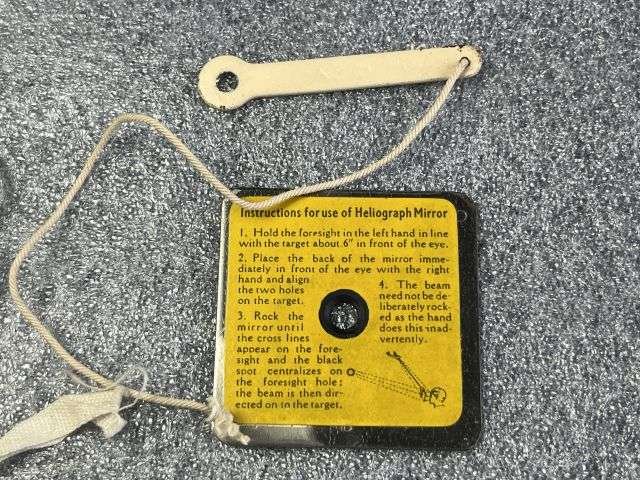 Instructions for use of Heliograph Mirror
1. Hold the foresight in the left hand in line
with the target about 6" in front of the eye.
2. Place the back of the mirror imme-
diately in front of the eye with the right
hand and align
the two holes
on the target.
3. Rock the
mirror until
the cross lines
appear on the fore-
sight and the black
spot centralizes on
the foresight hole;
the beam is then dir-
ected on to the target.
4. The beam
need not be de-
liberately rock-
ed as the hand
does this inad-
vertently.